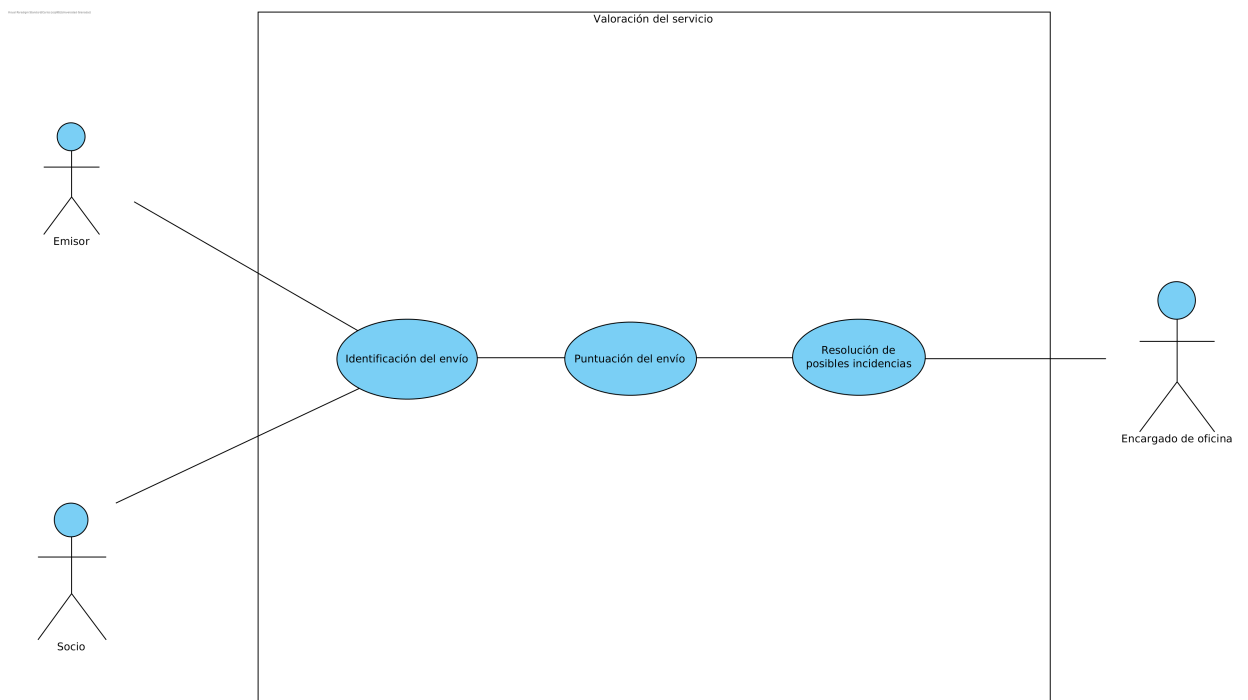 Valoración del servicio
Emisor
Identificación del envío
Puntuación del envío
Resolución de
posibles incidencias
Encargado de oficina
Socio